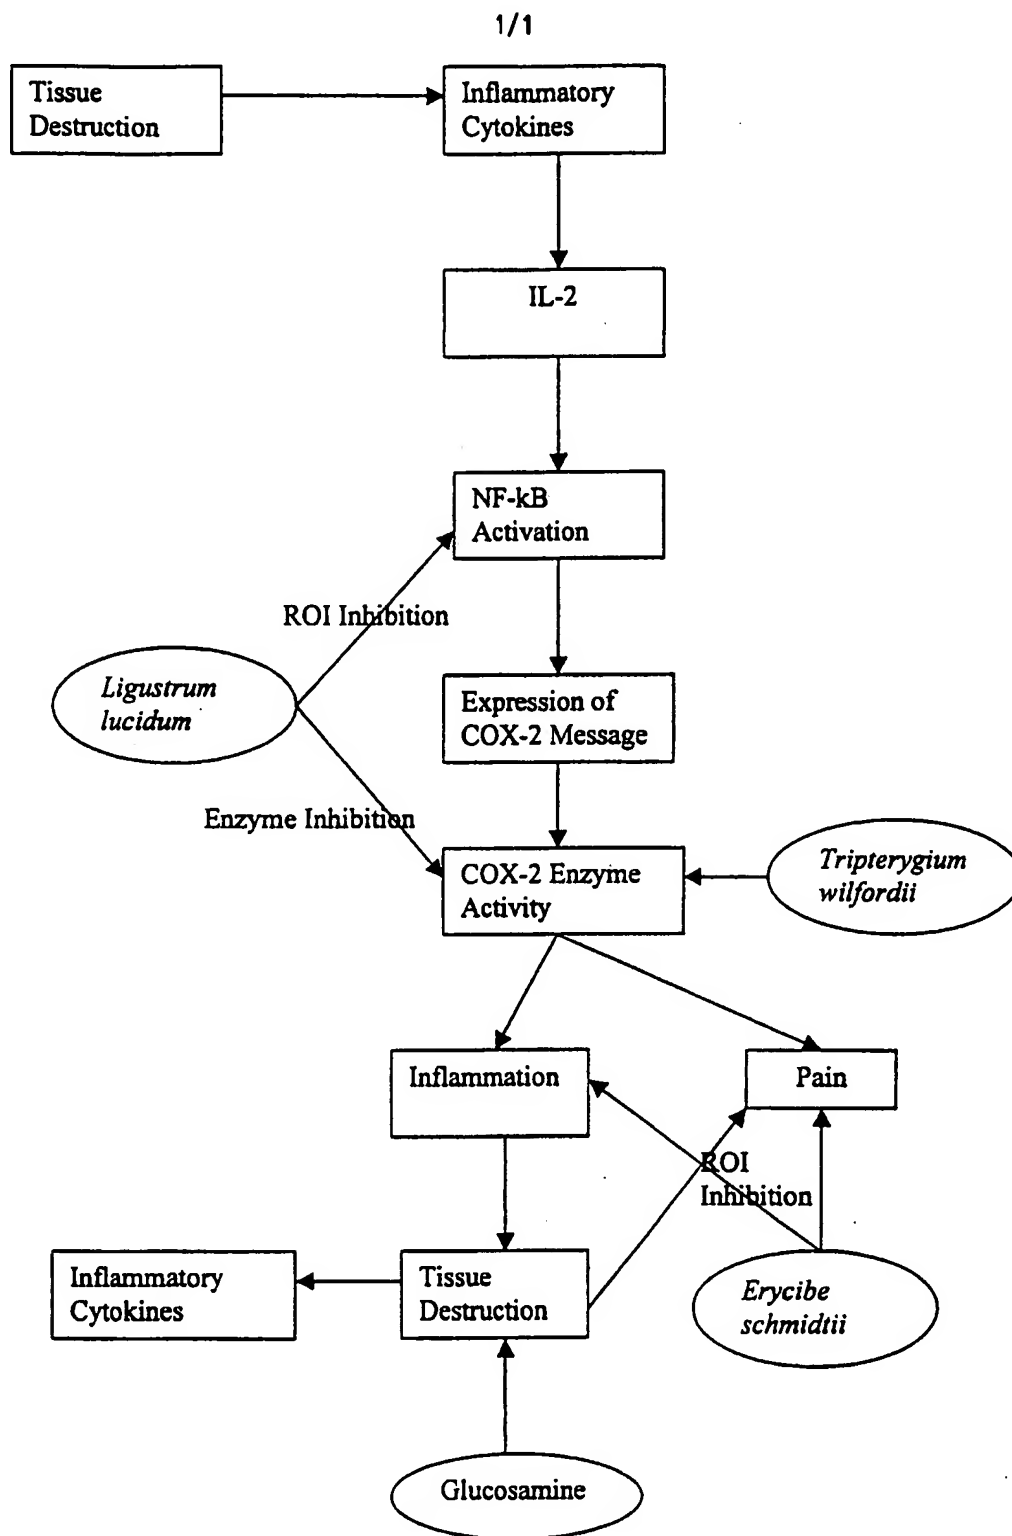 1/1
Tissue
Destruction
Inflammatory
Cytokines
IL-2
NF-kB
Activation
ROI Inhibition
Ligustrum
lucidum
Expression of
COX-2 Message
Enzyme Inhibition
COX-2 Enzyme
Activity
Tripterygium
wilfordii
Inflammation
Pain
ROI
Inhibition
Inflammatory
Cytokines
Tissue
Destruction
Erycibe
schmidtii
Glucosamine